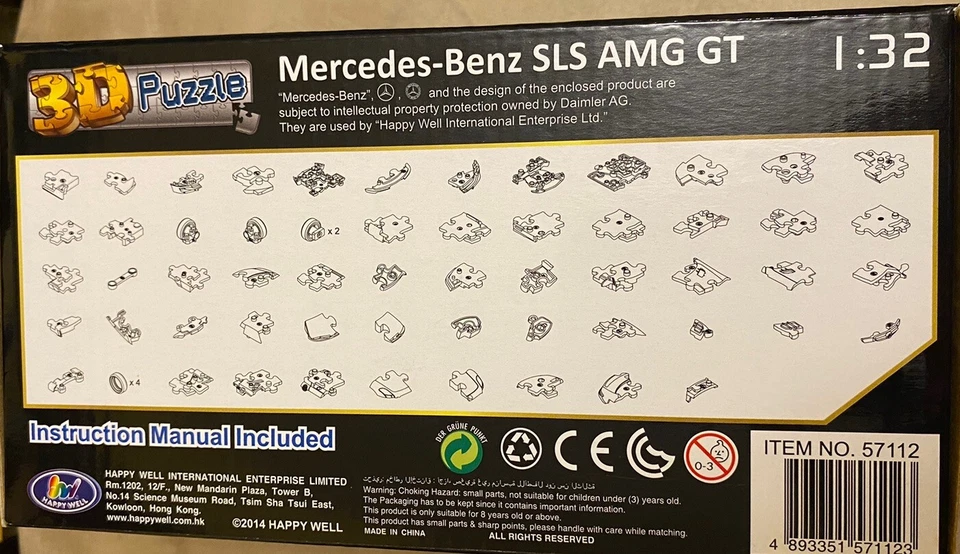 3D Puzzle
Mercedes-Benz SLS AMG GT
1:32
"Mercedes-Benz", , and the design of the enclosed product are
subject to intellectual property protection owned by Daimler AG.
They are used by "Happy Well International Enterprise Ltd."
x 2
x 4
Instruction Manual Included
DER GRÜNE PUNKT
CE
0-3
ITEM NO. 57112
HAPPY WELL
HAPPY WELL INTERNATIONAL ENTERPRISE LIMITED
Rm.1202, 12/F., New Mandarin Plaza, Tower B,
No.14 Science Museum Road, Tsim Sha Tsui East,
Kowloon, Hong Kong.
www.happywell.com.hk
©2014 HAPPY WELL
Warning: Choking Hazard: small parts, not suitable for children under (3) years old.
The Packaging has to be kept since it contains important information.
This product is only suitable for 8 years old or above.
This product has small parts & sharp points, please handle with care while matching.
MADE IN CHINA
ALL RIGHTS RESERVED
4 893351 571123